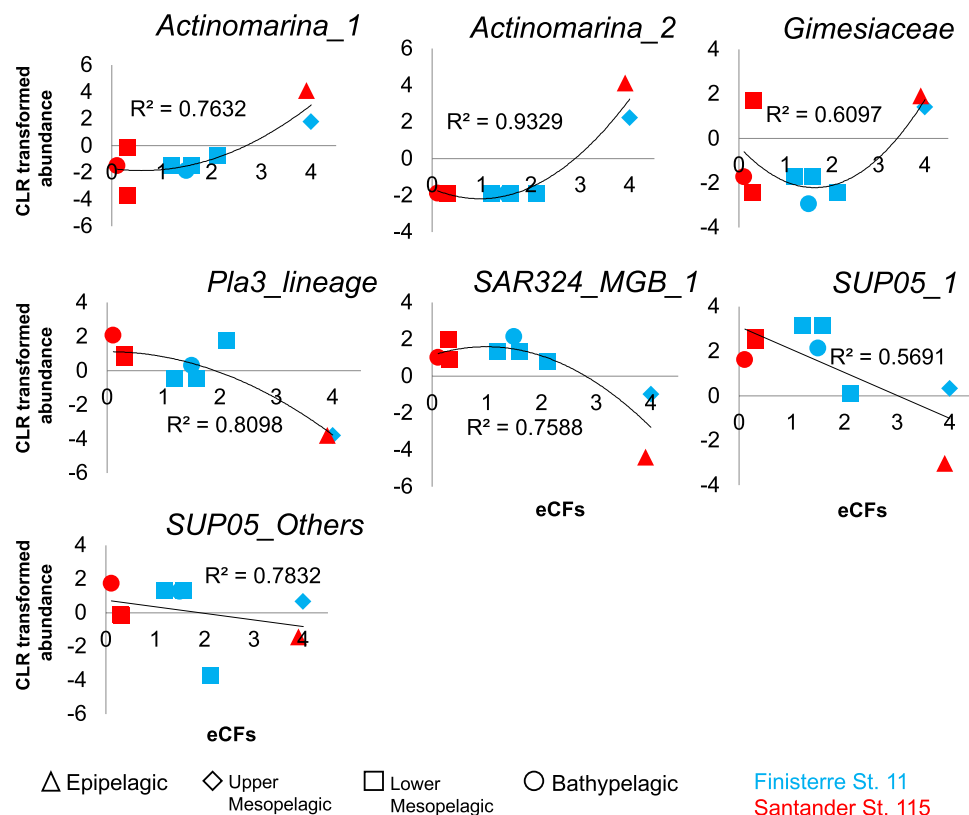 Actinomarina_1
CLR transformed
abundance
6
4
2
0
-2
-4
-6
0
1
2
3
4
R² = 0.7632
Actinomarina_2
6
4
2
0
-2
-4
0
1
2
3
4
R² = 0.9329
Gimesiaceae
4
2
0
-2
-4
0
1
2
3
4
R² = 0.6097
Pla3_lineage
CLR transformed
abundance
4
2
0
-2
-4
-6
0
1
2
3
4
R² = 0.8098
SAR324_MGB_1
4
2
0
-2
-4
-6
0
1
2
3
4
R² = 0.7588
eCFs
SUP05_1
4
2
0
-2
-4
0
1
2
3
4
R² = 0.5691
eCFs
SUP05_Others
CLR transformed
abundance
4
2
0
-2
-4
-6
0
1
2
3
4
R² = 0.7832
eCFs
Epipelagic
Upper
Mesopelagic
Lower
Mesopelagic
Bathypelagic
Finisterre St. 11
Santander St. 115